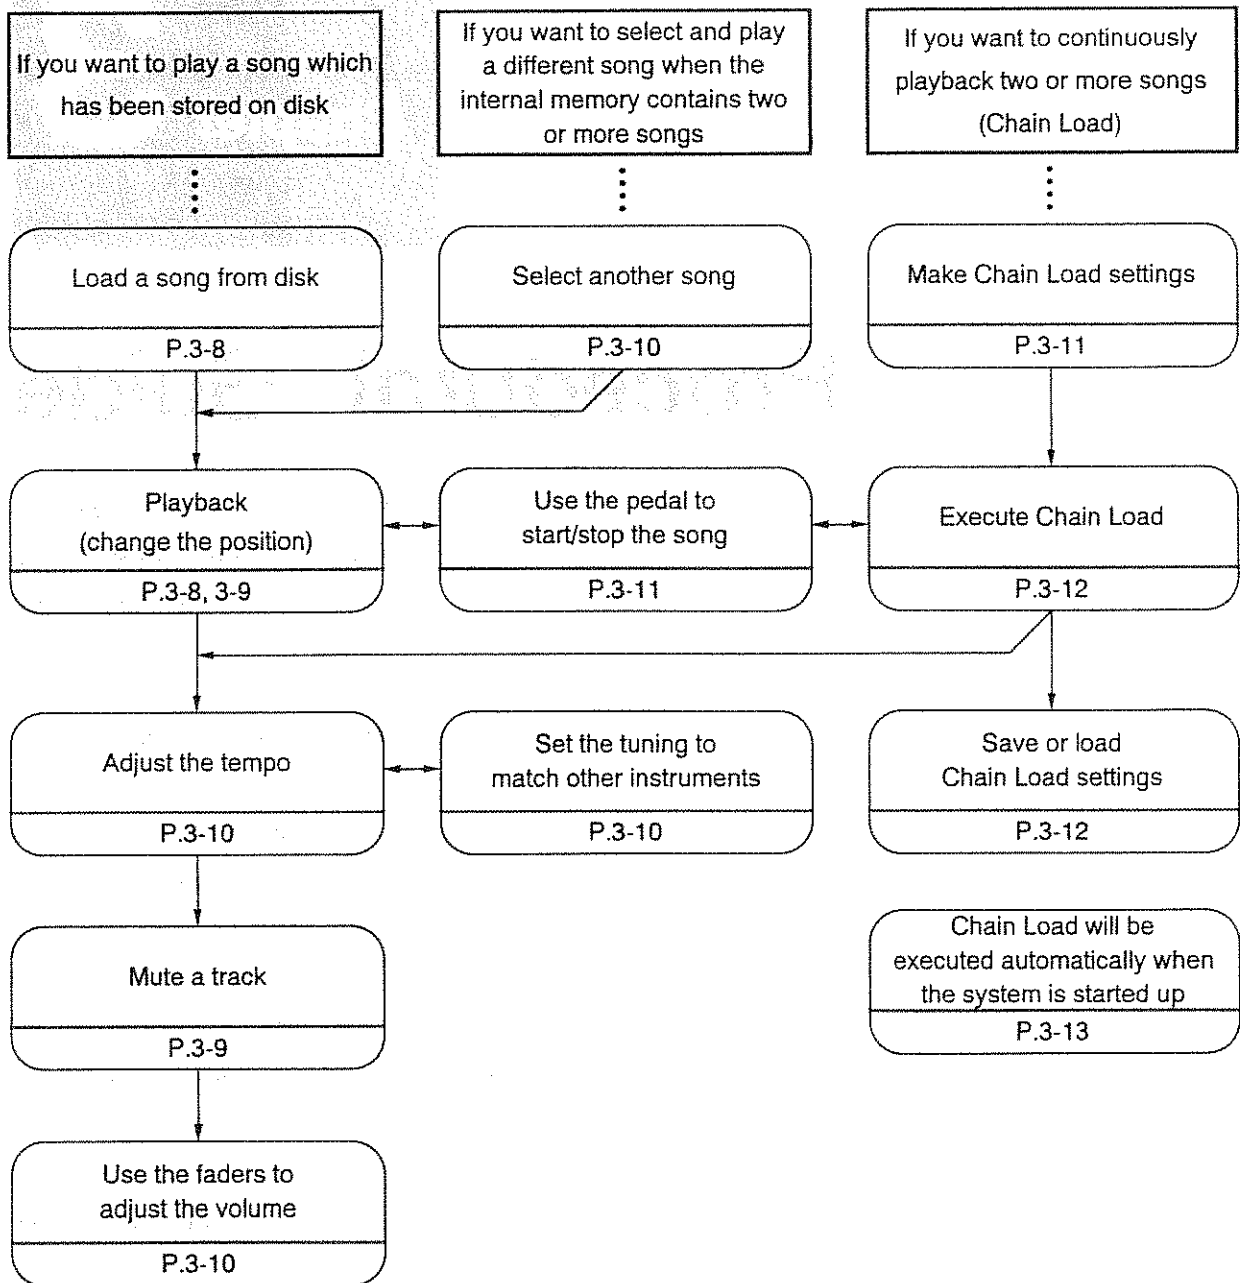 If you want to play a song which
has been stored on disk
If you want to select and play
a different song when the
internal memory contains two
or more songs
If you want to continuously
playback two or more songs
(Chain Load)
Load a song from disk
P.3-8
Select another song
P.3-10
Make Chain Load settings
P.3-11
Playback
(change the position)
P.3-8, 3-9
Use the pedal to
start/stop the song
P.3-11
Execute Chain Load
P.3-12
Adjust the tempo
P.3-10
Set the tuning to
match other instruments
P.3-10
Save or load
Chain Load settings
P.3-12
Mute a track
P.3-9
Chain Load will be
executed automatically when
the system is started up
P.3-13
Use the faders to
adjust the volume
P.3-10